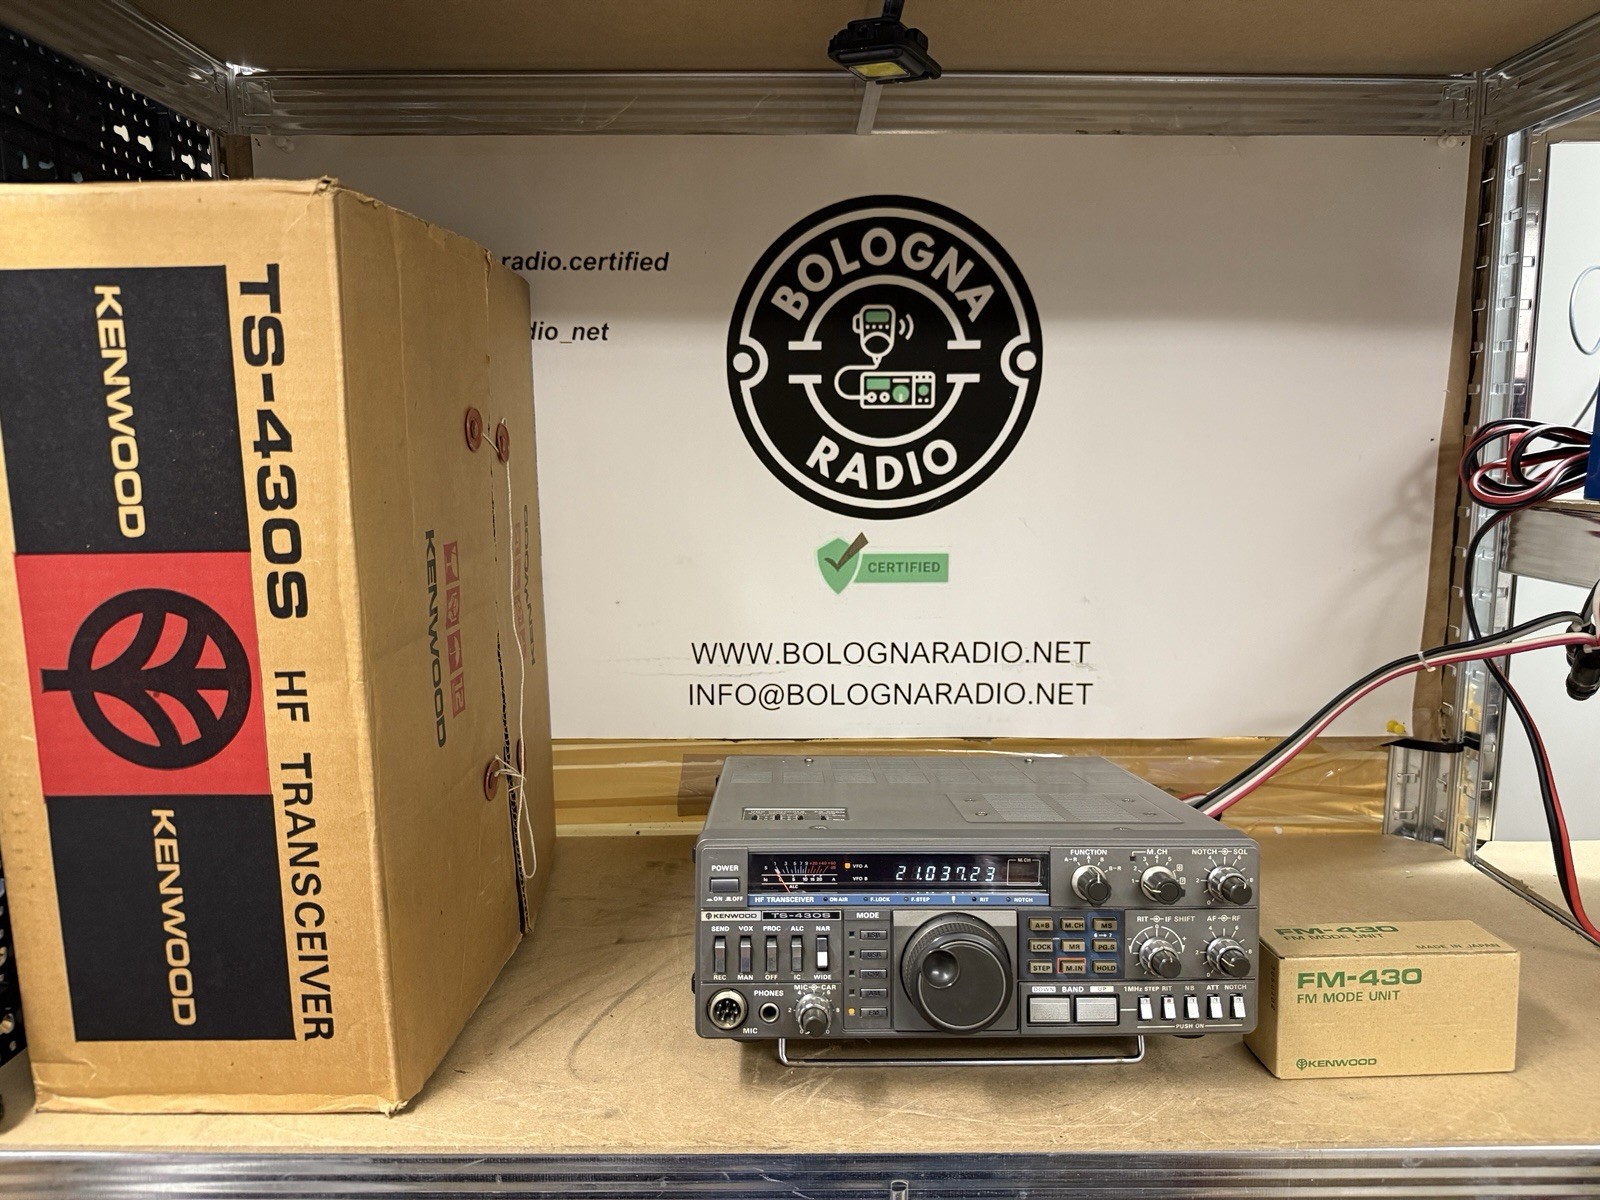 KENWOOD
KENWOOD
TS-430S HF TRANSCEIVER
KENWOOD
radio.certified
dio_net
BOLOGNA
RADIO
CERTIFIED
WWW.BOLOGNARADIO.NET
INFO@BOLOGNARADIO.NET
POWER
ON OFF
VFO A
VFO B
ALC
21.037.23
M.CH
HF TRANSCEIVER ON AIR F.LOCK F.STEP RIT NOTCH
FUNCTION
M.CH
NOTCH SQL
KENWOOD TS-430S
MODE
SEND VOX PROC ALC NAR
REC MAN OFF IC WIDE
A=B M.CH MS
LOCK MR PG.S
STEP M.IN HOLD
RIT IF SHIFT
AF RF
DOWN BAND UP
1MHz STEP RIT NB ATT NOTCH
PUSH ON
PHONES
MIC CAR
MIC
FM-430
FM MODE UNIT
MADE IN JAPAN
FM-430
FM MODE UNIT
KENWOOD